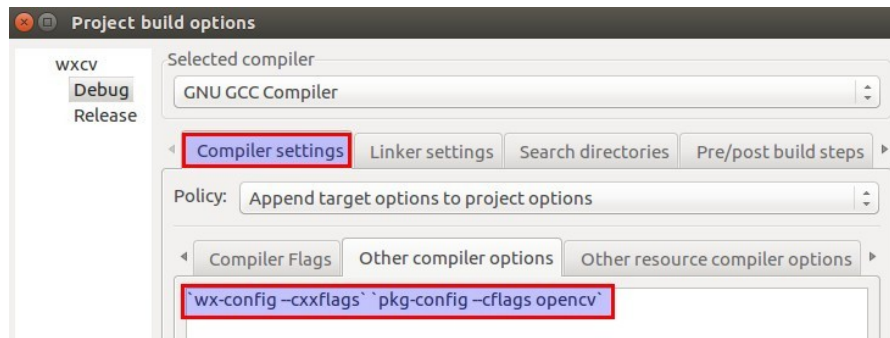 Project build options
wxcv
Debug
Release
Selected compiler
GNU GCC Compiler
Compiler settings
Linker settings
Search directories
Pre/post build steps
Policy:
Append target options to project options
Compiler Flags
Other compiler options
Other resource compiler options
`wx-config --cxxflags` `pkg-config --cflags opencv`